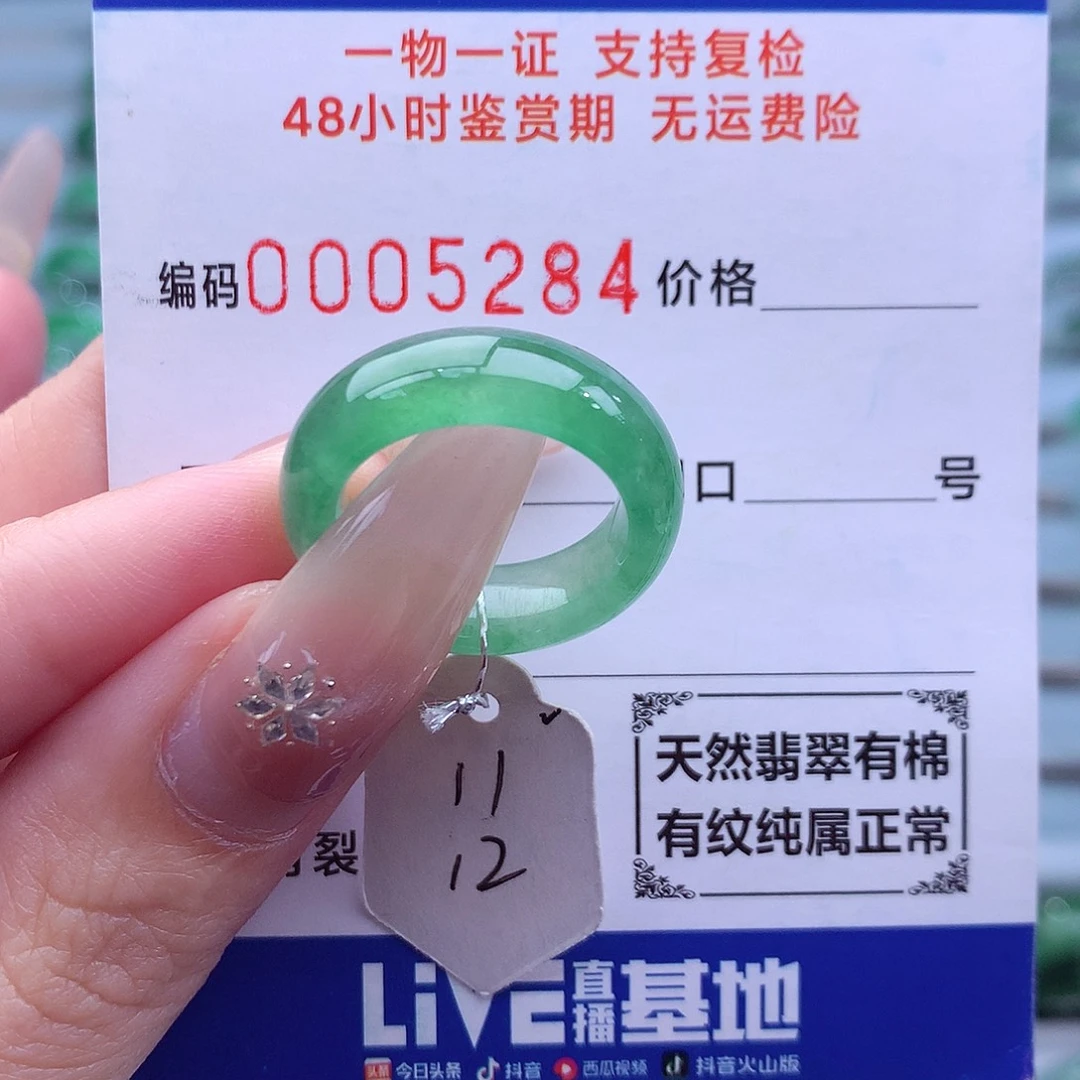 一物一证 支持复检
48小时鉴赏期 无运费险
编码0005284 价格
口 号
11
12
天然翡翠有棉
有纹纯属正常
裂
LiVE直播基地
头条 今日头条 抖音 西瓜视频 抖音火山版